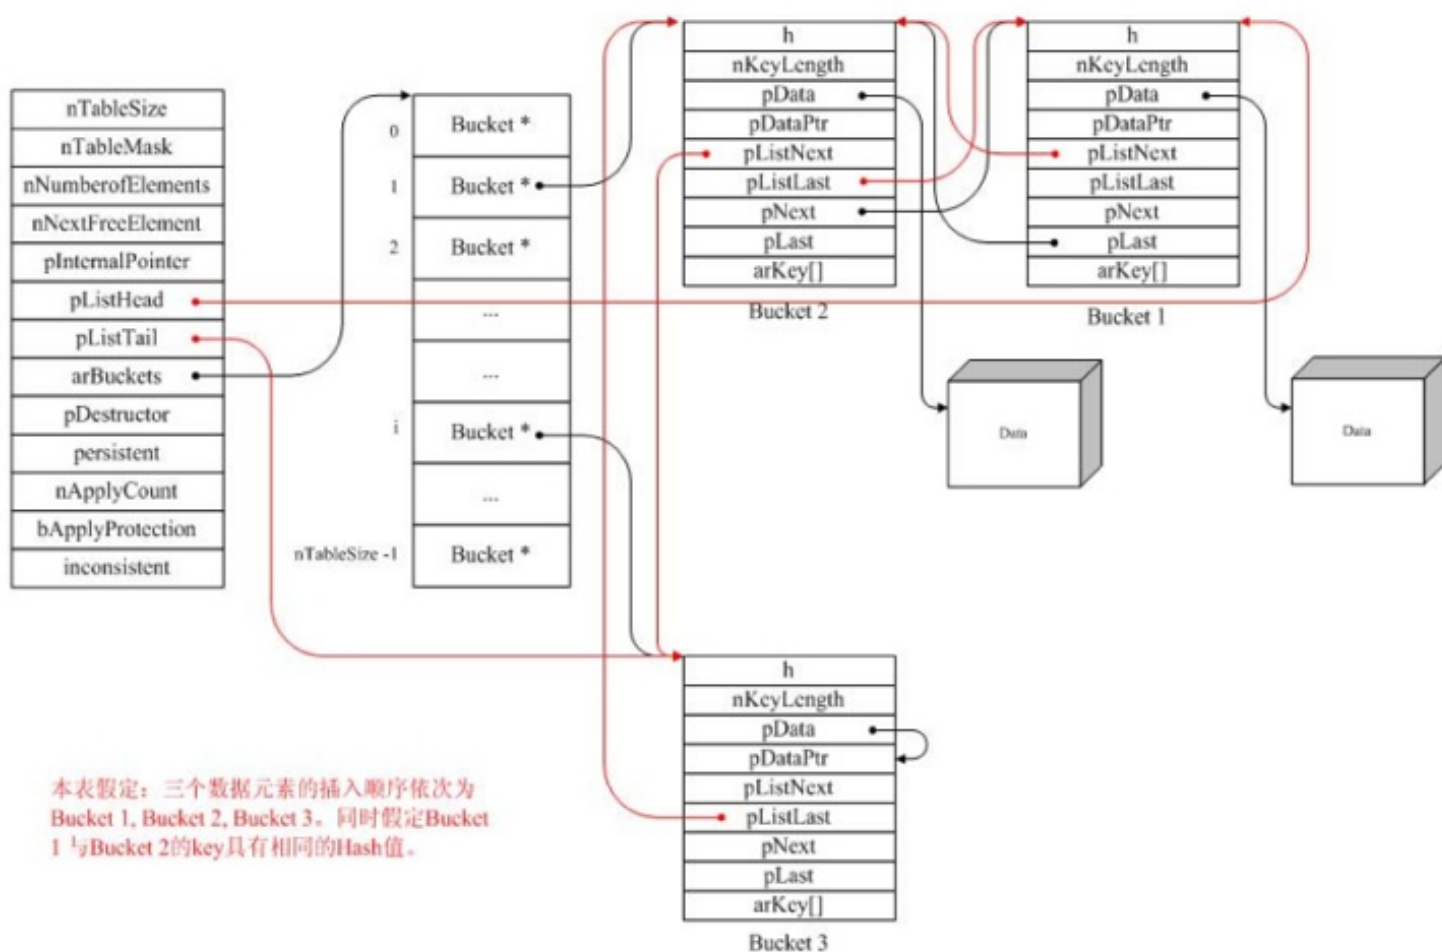 nTableSize
nTableMask
nNumberofElements
nNextFreeElement
pInternalPointer
pListHead
pListTail
arBuckets
pDestructor
persistent
nApplyCount
bApplyProtection
inconsistent
0
Bucket *
1
Bucket *
2
Bucket *
...
...
i
Bucket *
...
nTableSize -1
Bucket *
h
nKeyLength
pData
pDataPtr
pListNext
pListLast
pNext
pLast
arKey[]
Bucket 2
h
nKeyLength
pData
pDataPtr
pListNext
pListLast
pNext
pLast
arKey[]
Bucket 1
Data
Data
h
nKeyLength
pData
pDataPtr
pListNext
pListLast
pNext
pLast
arKey[]
Bucket 3
本表假定：三个数据元素的插入顺序依次为
Bucket 1, Bucket 2, Bucket 3。同时假定Bucket
1 与Bucket 2的key具有相同的Hash值。